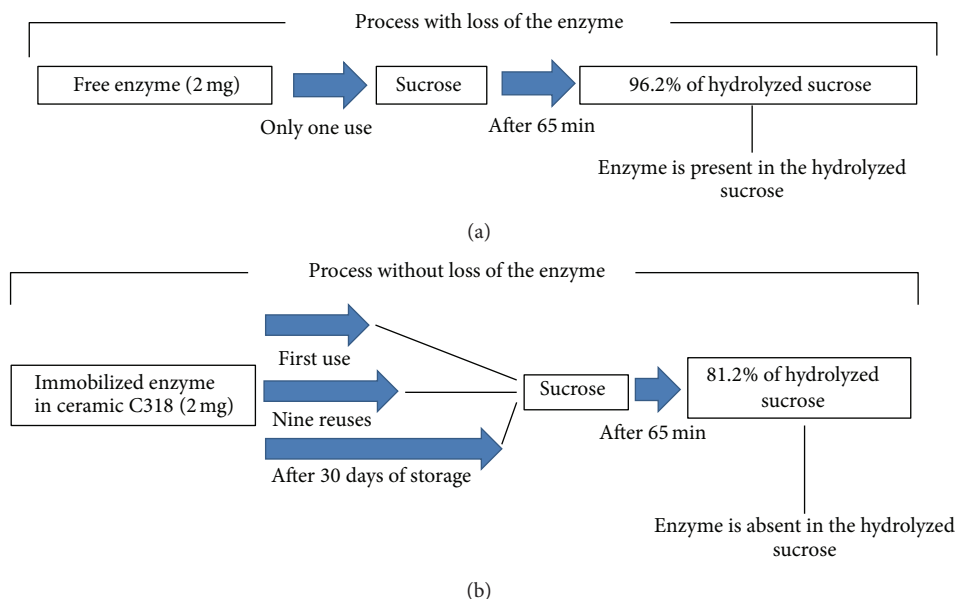 Process with loss of the enzyme
Free enzyme (2 mg)
Sucrose
96.2% of hydrolyzed sucrose
Only one use
After 65 min
Enzyme is present in the hydrolyzed
sucrose
(a)
Process without loss of the enzyme
First use
Immobilized enzyme
in ceramic C318 (2 mg)
Nine reuses
After 30 days of storage
Sucrose
After 65 min
81.2% of hydrolyzed
sucrose
Enzyme is absent in the hydrolyzed
sucrose
(b)